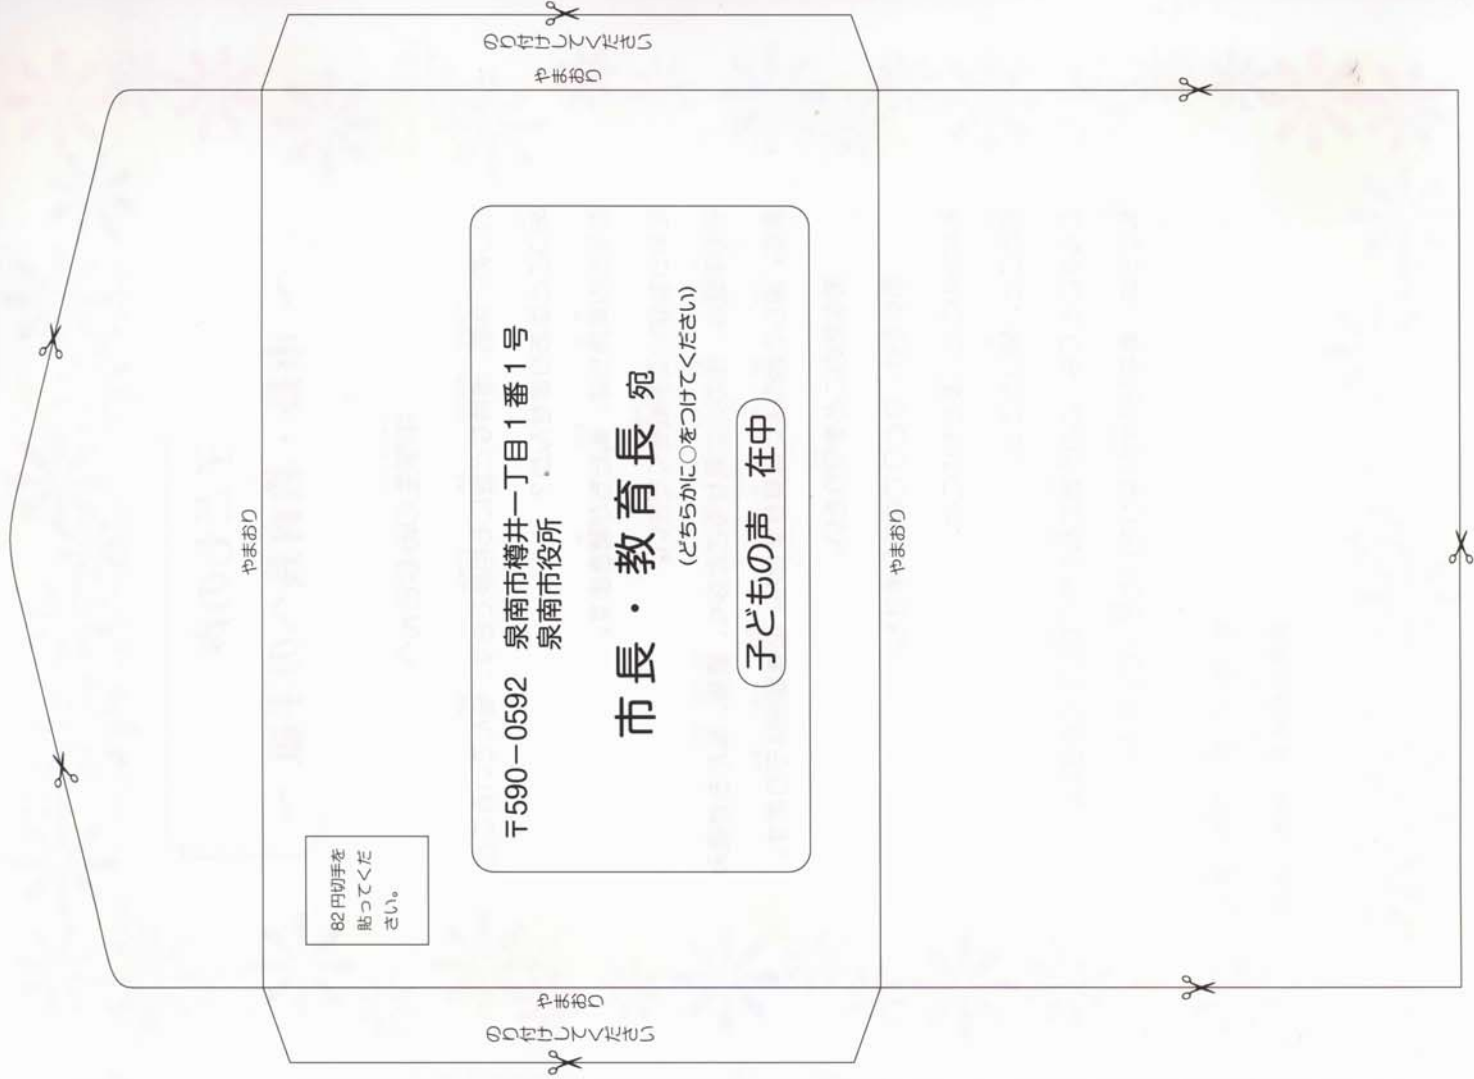 のり付けしてください
やまおり
やまおり
82円切手を
貼ってくだ
さい。
〒590-0592 泉南市樽井一丁目1番1号
泉南市役所
市長・教育長 宛
(どちらかに○をつけてください)
子どもの声 在中
やまおり
やまおり
のり付けしてください